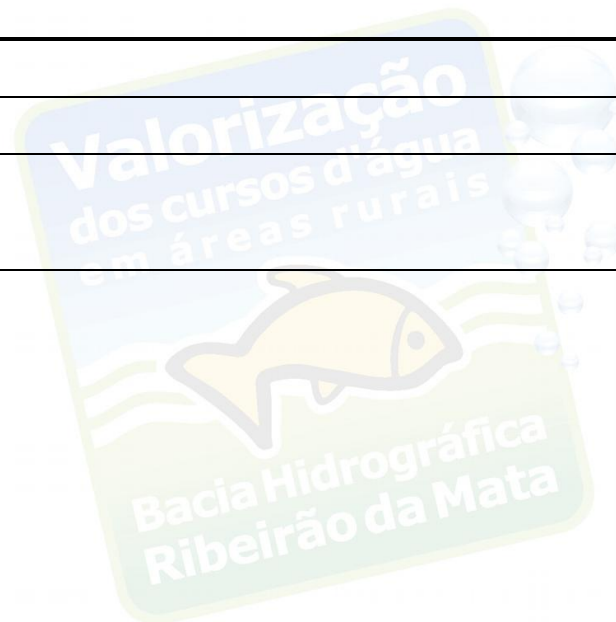 Valorização
dos cursos d'água
em áreas rurais
Bacia Hidrográfica
Ribeirão da Mata